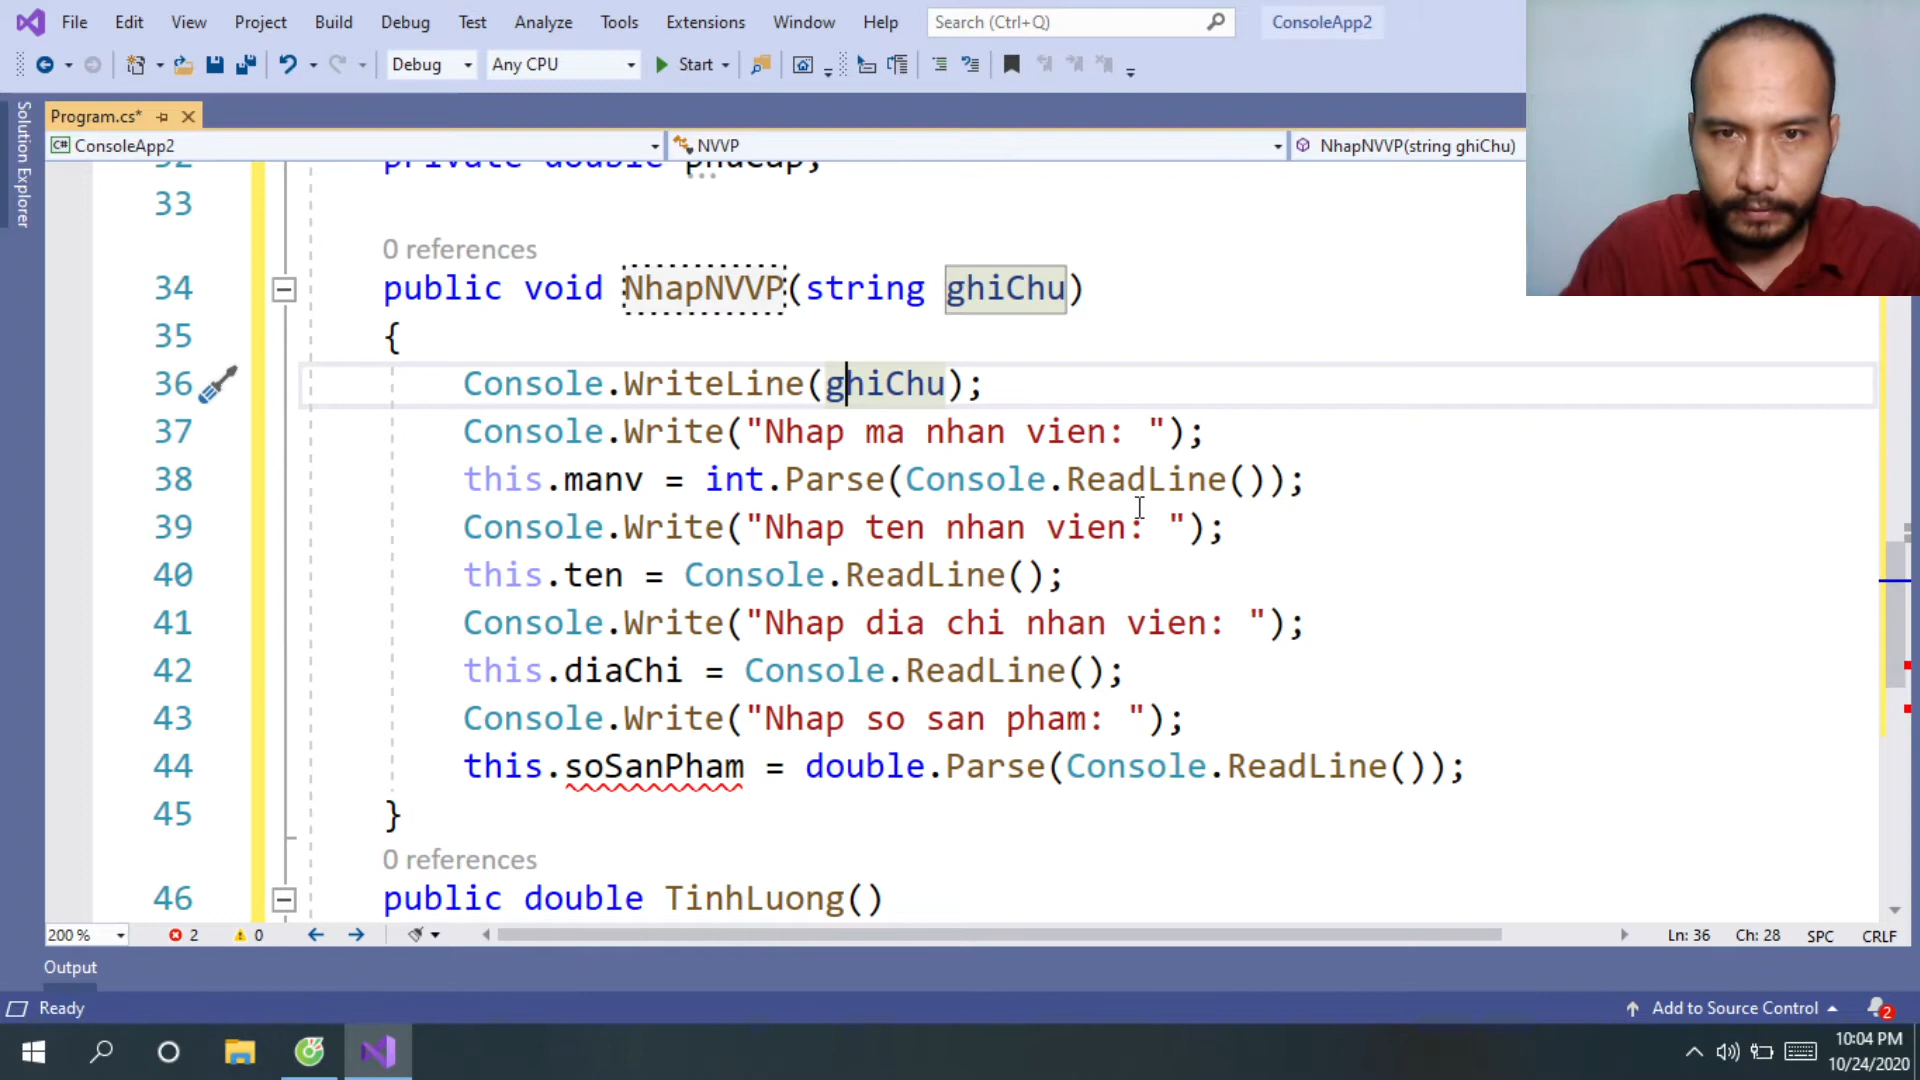 File Edit View Project Build Debug Test Analyze Tools Extensions Window Help Search (Ctrl+Q) ConsoleApp2
Debug Any CPU Start
Solution Explorer
Program.cs*
C# ConsoleApp2 NVVP NhapNVVP(string ghiChu)
32 private double phuCap;
33
0 references
34 public void NhapNVVP(string ghiChu)
35 {
36 Console.WriteLine(ghiChu);
37 Console.Write("Nhap ma nhan vien: ");
38 this.manv = int.Parse(Console.ReadLine());
39 Console.Write("Nhap ten nhan vien: ");
40 this.ten = Console.ReadLine();
41 Console.Write("Nhap dia chi nhan vien: ");
42 this.diaChi = Console.ReadLine();
43 Console.Write("Nhap so san pham: ");
44 this.soSanPham = double.Parse(Console.ReadLine());
45 }
0 references
46 public double TinhLuong()
200 % 2 0 Ln: 36 Ch: 28 SPC CRLF
Output
Ready Add to Source Control 2
10:04 PM
10/24/2020